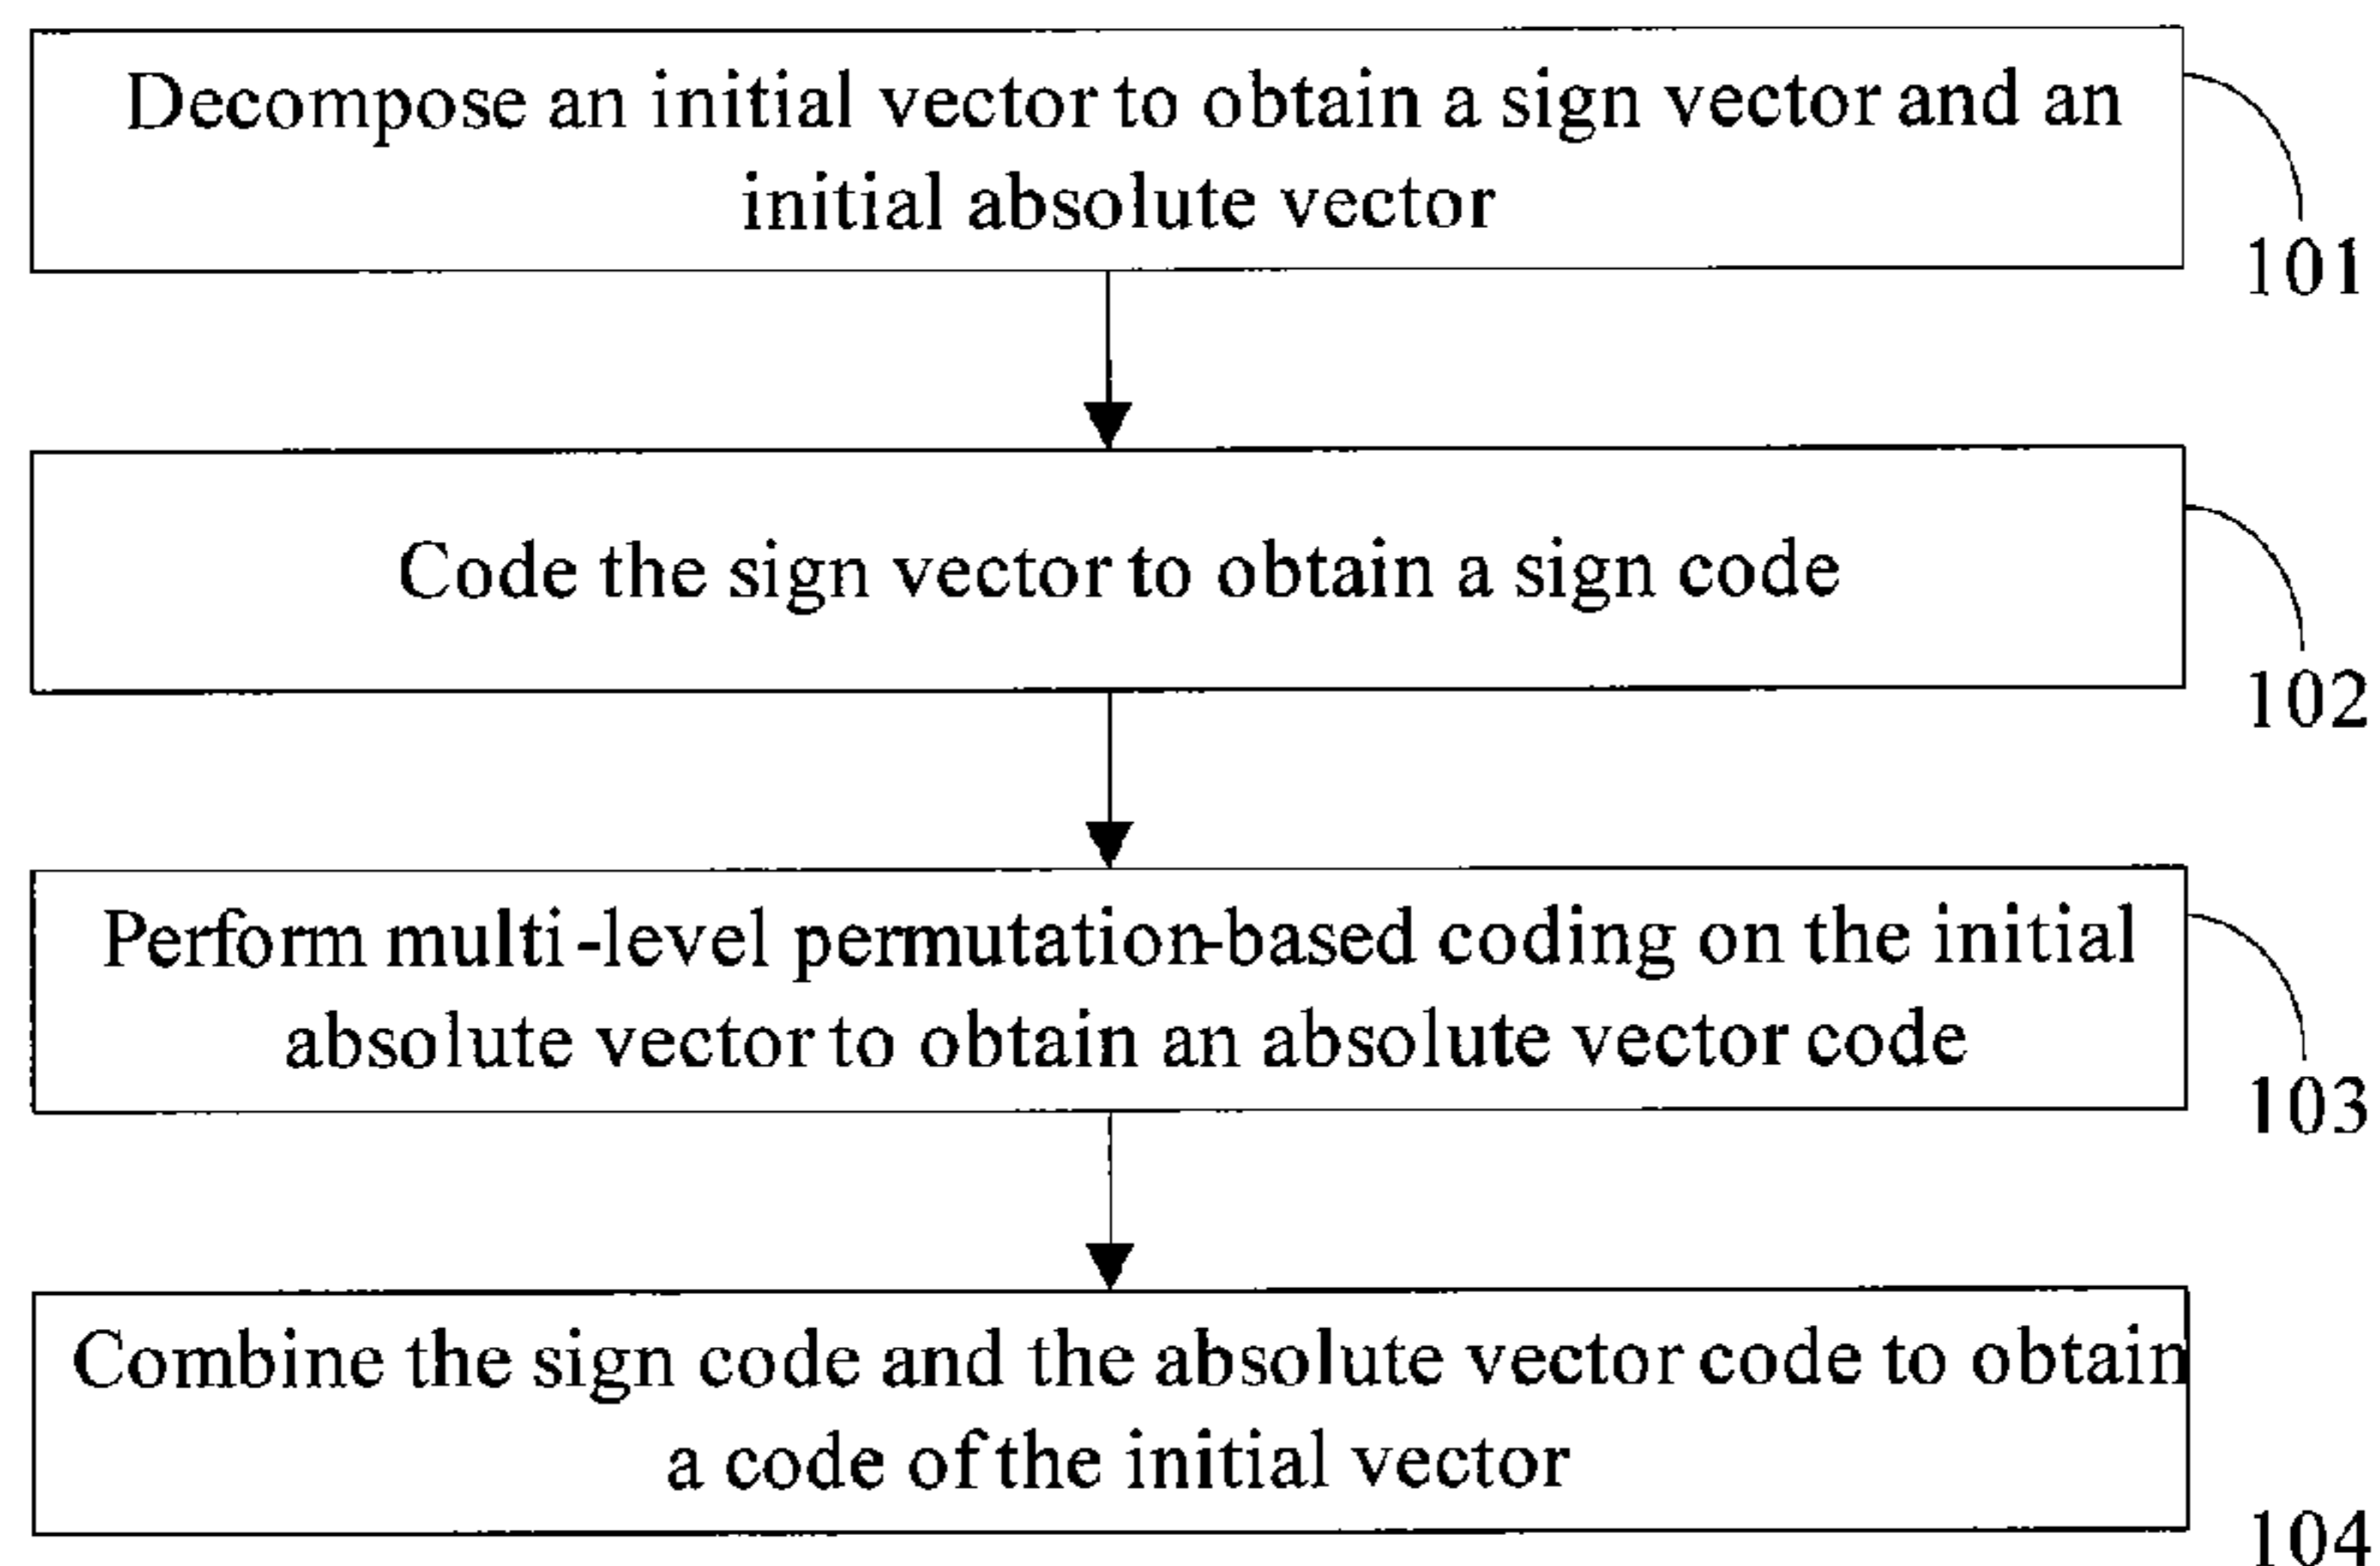 Decompose an initial vector to obtain a sign vector and an
initial absolute vector
101
Code the sign vector to obtain a sign code
102
Perform multi-level permutation-based coding on the initial
absolute vector to obtain an absolute vector code
103
Combine the sign code and the absolute vector code to obtain
a code of the initial vector
104